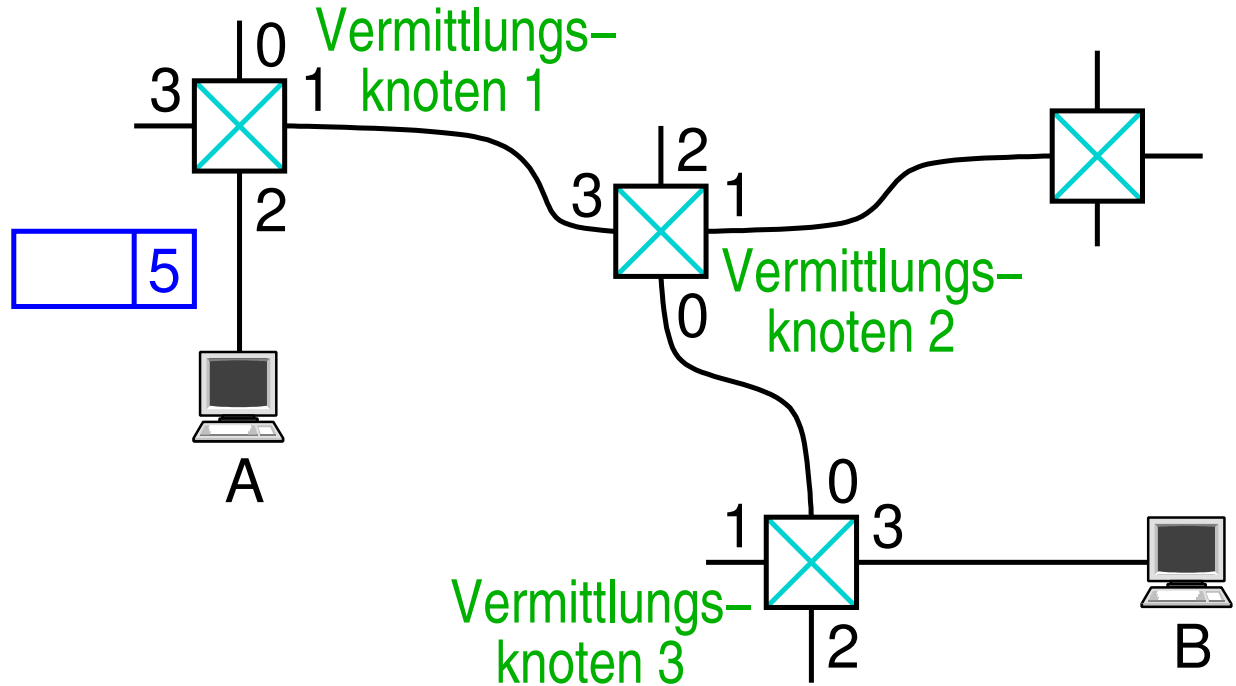 0
Vermittlungs–
knoten 1
3
1
2
5
A
2
3
1
0
Vermittlungs–
knoten 2
0
1
3
2
Vermittlungs–
knoten 3
B